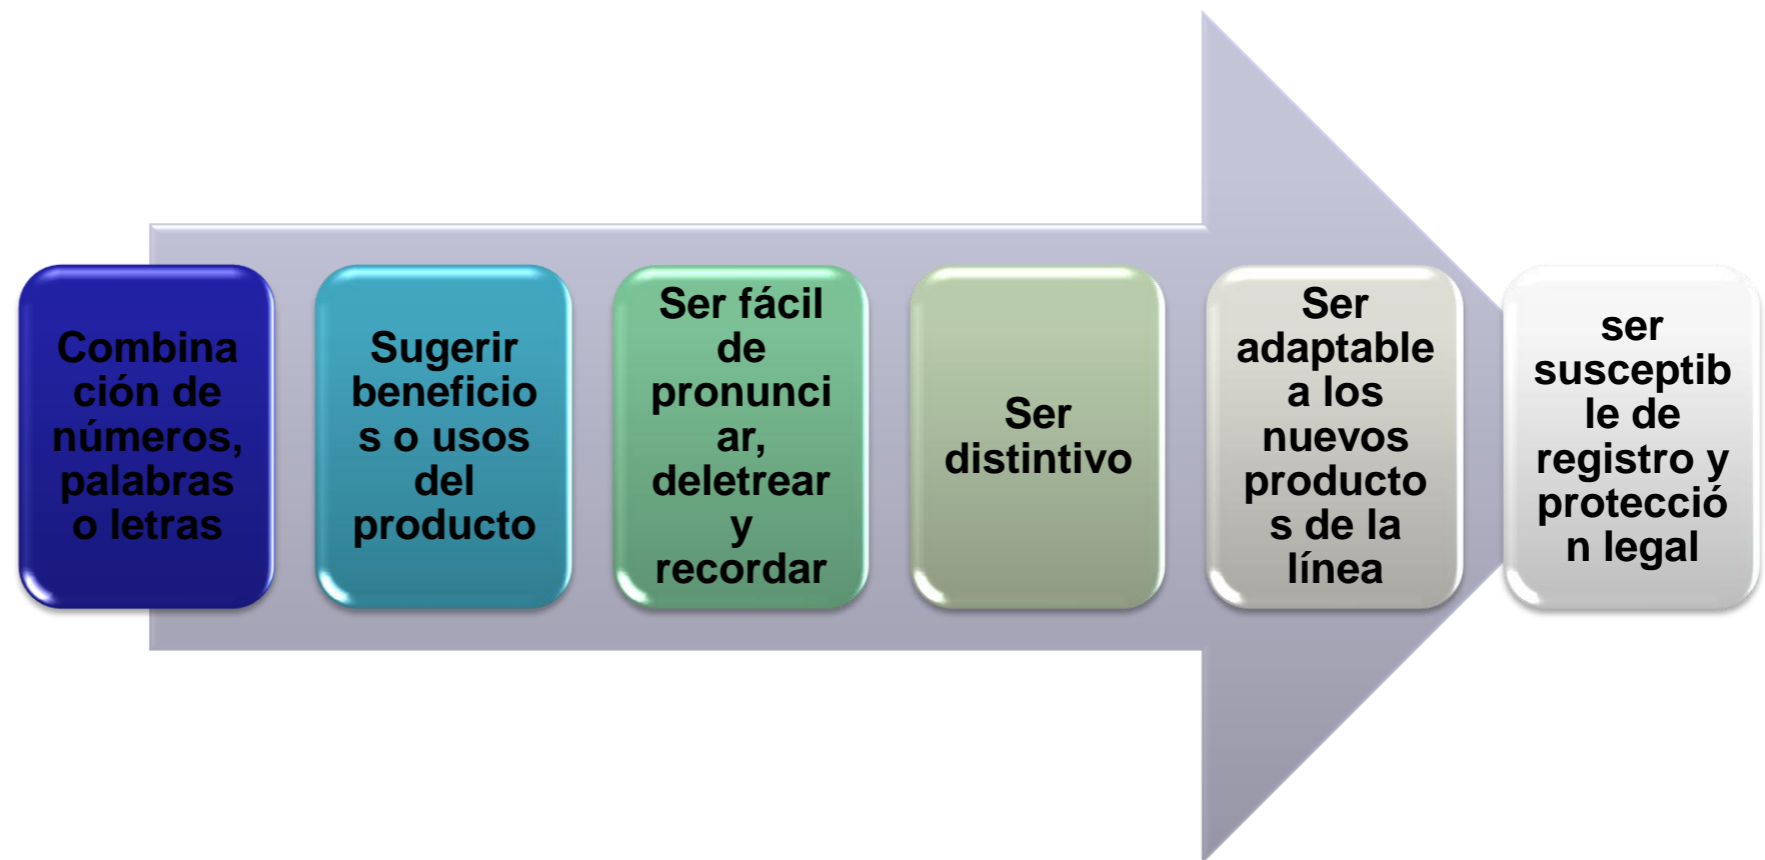 Combina
ción de
números,
palabras
o letras
Sugerir
beneficio
s o usos
del
producto
Ser fácil
de
pronunci
ar,
deletrear
y
recordar
Ser
distintivo
Ser
adaptable
a los
nuevos
producto
s de la
línea
ser
susceptib
le de
registro y
protecció
n legal